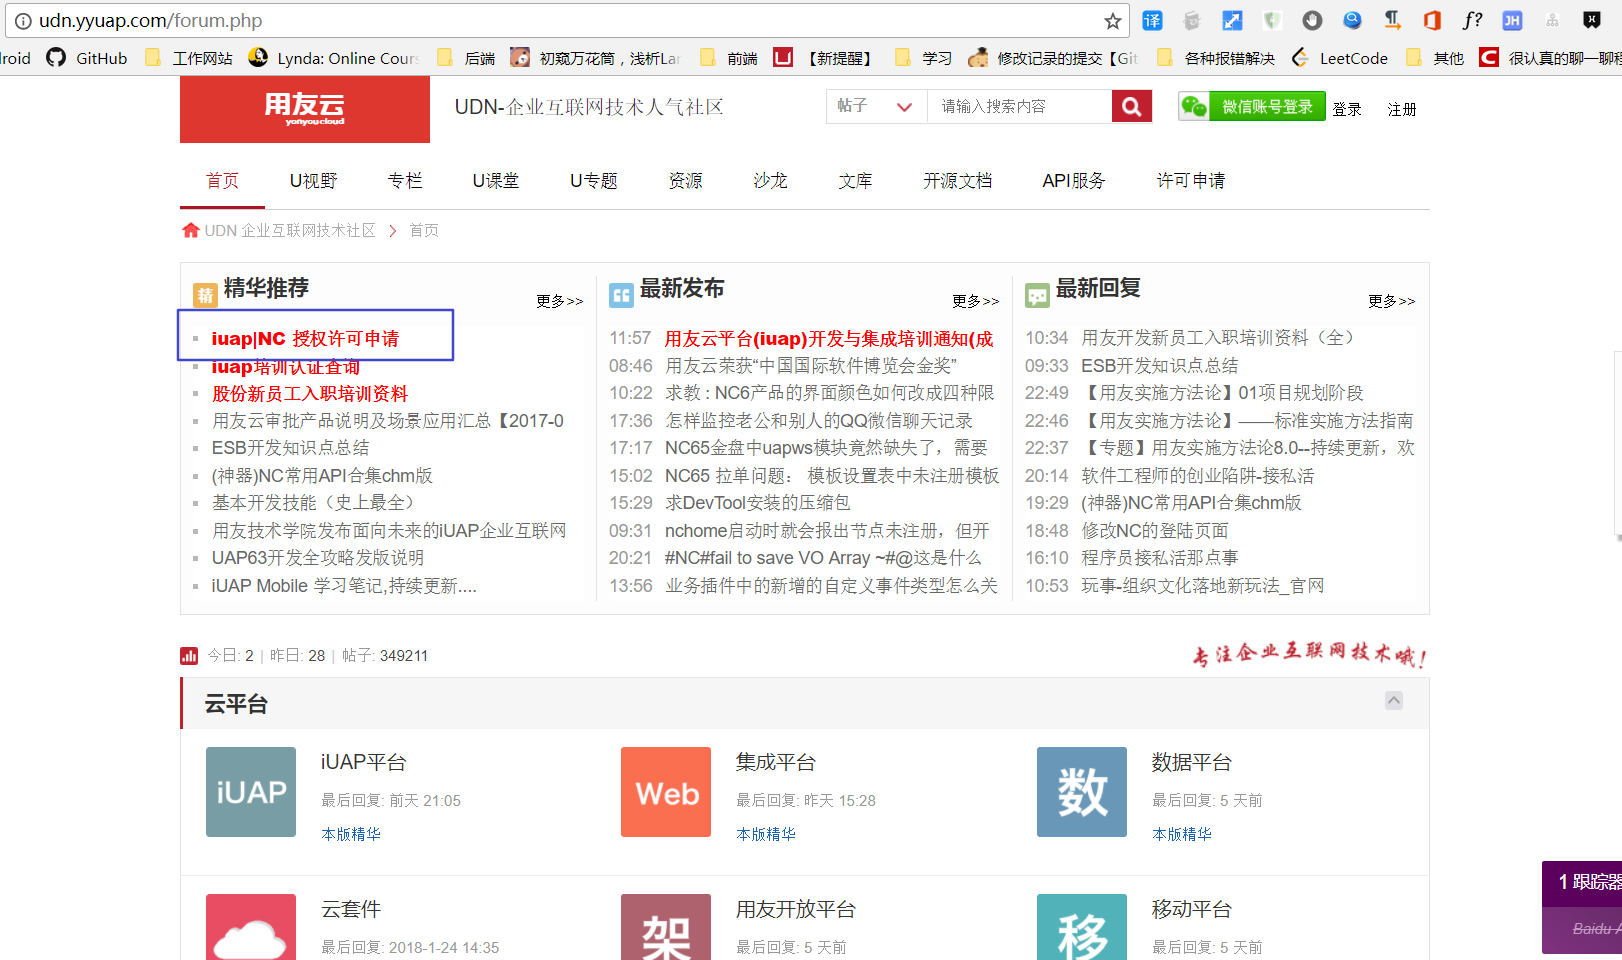 udn.yyuap.com/forum.php
GitHub 工作网站 Lynda: Online Cour 后端 初窥万花筒，浅析Lar 前端 【新提醒】 学习 修改记录的提交【Git 各种报错解决 LeetCode 其他 很认真的聊一聊程
用友云 yonyoucloud UDN-企业互联网技术人气社区 帖子 请输入搜索内容 微信账号登录 登录 注册
首页 U视野 专栏 U课堂 U专题 资源 沙龙 文库 开源文档 API服务 许可申请
UDN 企业互联网技术社区 首页
精 精华推荐 更多>>
iuap|NC 授权许可申请
iuap培训认证查询
股份新员工入职培训资料
用友云审批产品说明及场景应用汇总【2017-0
ESB开发知识点总结
(神器)NC常用API合集chm版
基本开发技能（史上最全）
用友技术学院发布面向未来的iUAP企业互联网
UAP63开发全攻略发版说明
iUAP Mobile 学习笔记,持续更新....
最新发布 更多>>
11:57 用友云平台(iuap)开发与集成培训通知(成
08:46 用友云荣获“中国国际软件博览会金奖”
10:22 求教 : NC6产品的界面颜色如何改成四种限
17:36 怎样监控老公和别人的QQ微信聊天记录
17:17 NC65金盘中uapws模块竟然缺失了，需要
15:02 NC65 拉单问题： 模板设置表中未注册模板
15:29 求DevTool安装的压缩包
09:31 nchome启动时就会报出节点未注册，但开
20:21 #NC#fail to save VO Array ~#@这是什么
13:56 业务插件中的新增的自定义事件类型怎么关
最新回复 更多>>
10:34 用友开发新员工入职培训资料（全）
09:33 ESB开发知识点总结
22:49 【用友实施方法论】01项目规划阶段
22:46 【用友实施方法论】——标准实施方法指南
22:37 【专题】用友实施方法论8.0--持续更新，欢
20:14 软件工程师的创业陷阱-接私活
19:29 (神器)NC常用API合集chm版
18:48 修改NC的登陆页面
16:10 程序员接私活那点事
10:53 玩事-组织文化落地新玩法_官网
今日: 2 | 昨日: 28 | 帖子: 349211
专注企业互联网技术哦!
云平台
iUAP iUAP平台
最后回复: 前天 21:05
本版精华
Web 集成平台
最后回复: 昨天 15:28
本版精华
数 数据平台
最后回复: 5 天前
本版精华
云套件
最后回复: 2018-1-24 14:35
架 用友开放平台
最后回复: 5 天前
移 移动平台
最后回复: 5 天前
1 跟踪器
Baidu